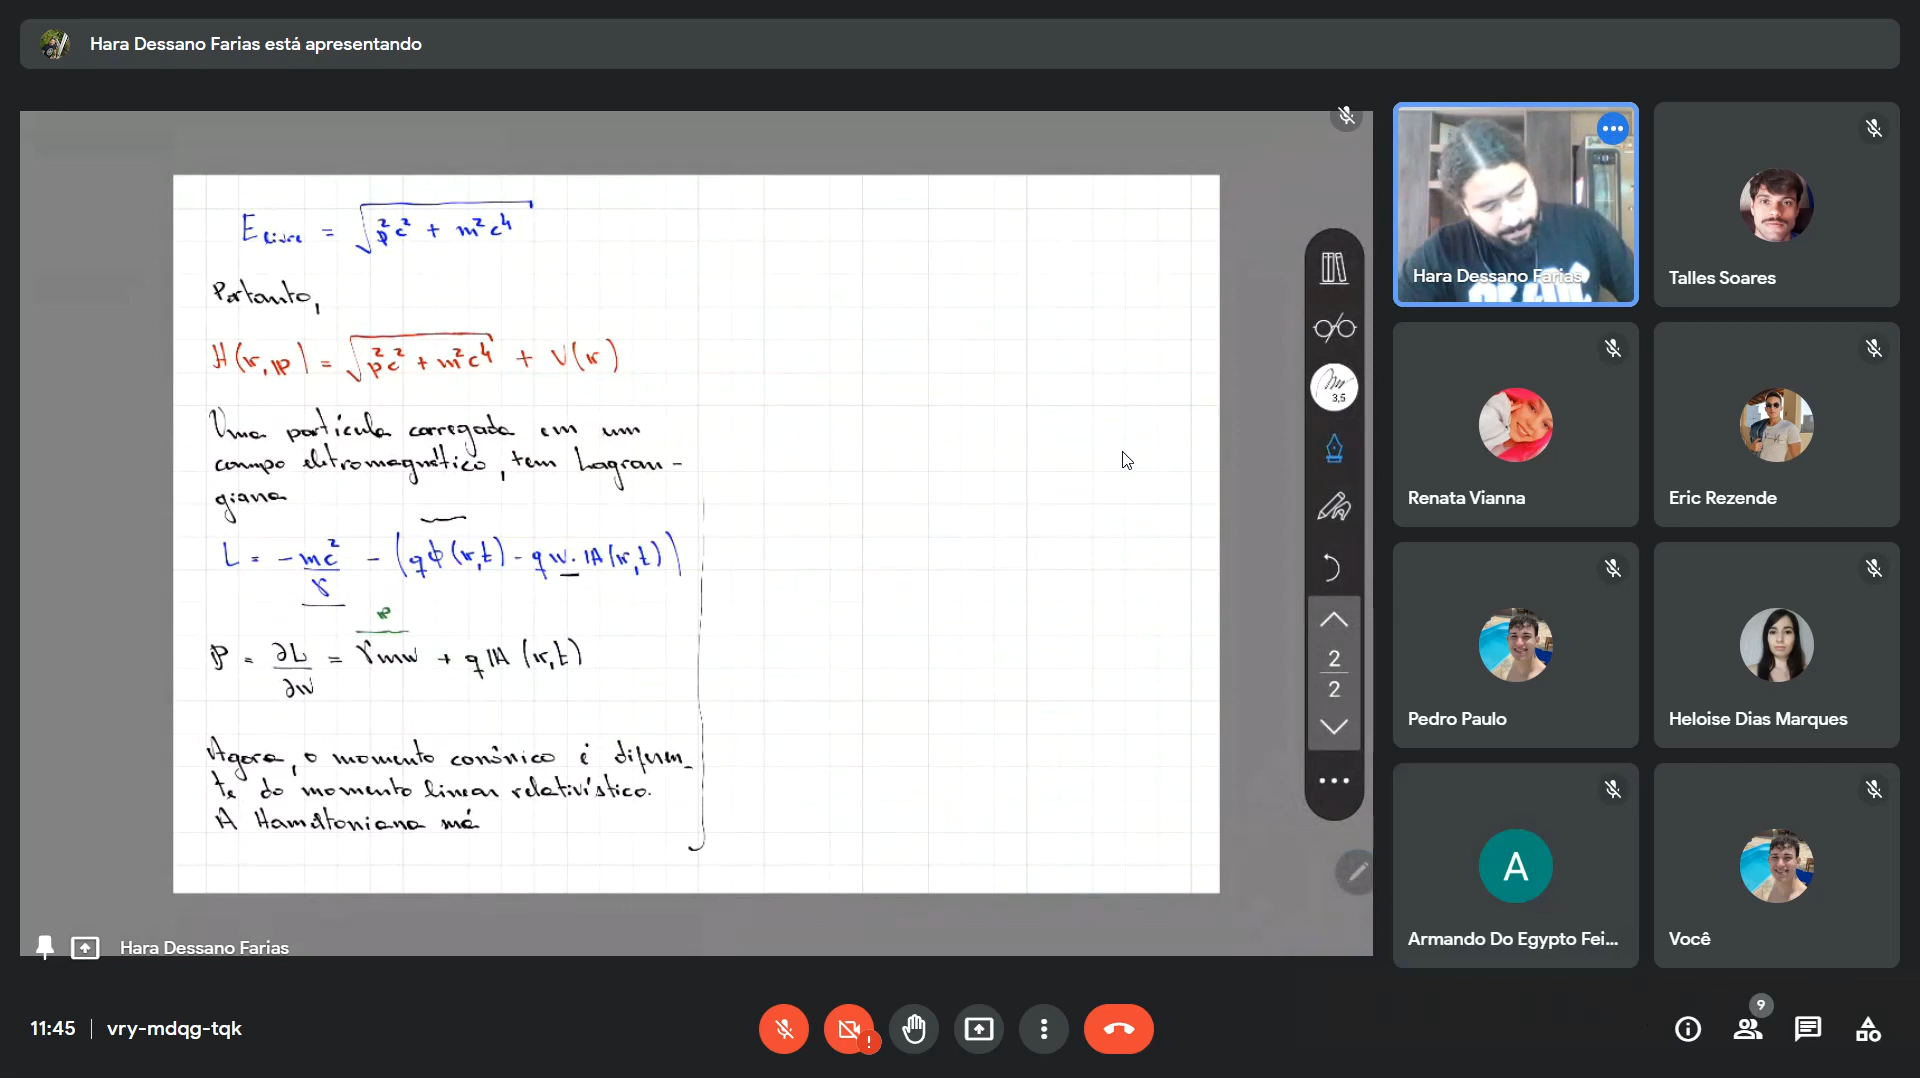 Hara Dessano Farias está apresentando
E livre = √p²c² + m²c⁴
Portanto,
H(r, p) = √p²c² + m²c⁴ + V(r)
Uma partícula carregada em um
campo eletromagnético, tem Lagran-
giana
L = -mc²/γ - (qϕ(r,t) - q v · A(r,t))
p
P = ∂L/∂v = γmv + qA(r,t)
Agora, o momento canônico é diferen-
te do momento linear relativístico.
A Hamiltoniana
3,5
2
2
Hara Dessano Farias
Hara Dessano Farias
Talles Soares
Renata Vianna
Eric Rezende
Pedro Paulo
Heloise Dias Marques
A
Armando Do Egypto Fei...
Você
11:45 | vry-mdqg-tqk
!
9